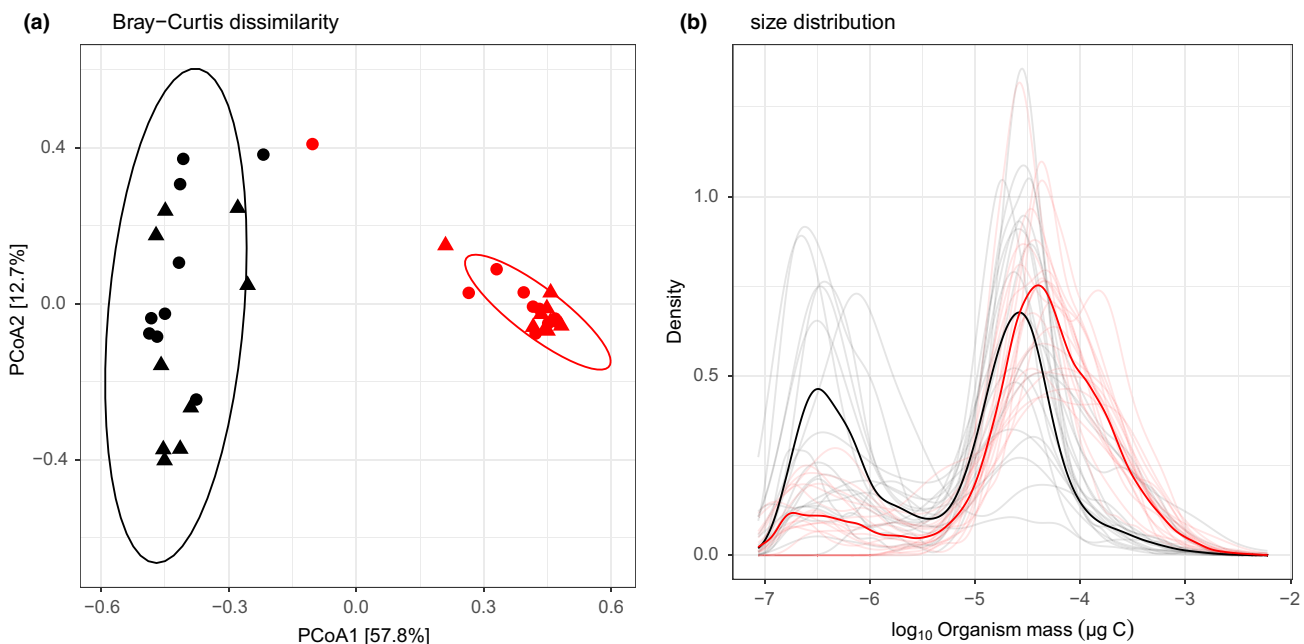 (a) Bray−Curtis dissimilarity
PCoA2 [12.7%]
0.4
0.0
−0.4
−0.6 −0.3 0.0 0.3 0.6
PCoA1 [57.8%]
(b) size distribution
Density
1.0
0.5
0.0
−7 −6 −5 −4 −3 −2
log₁₀ Organism mass (μg C)